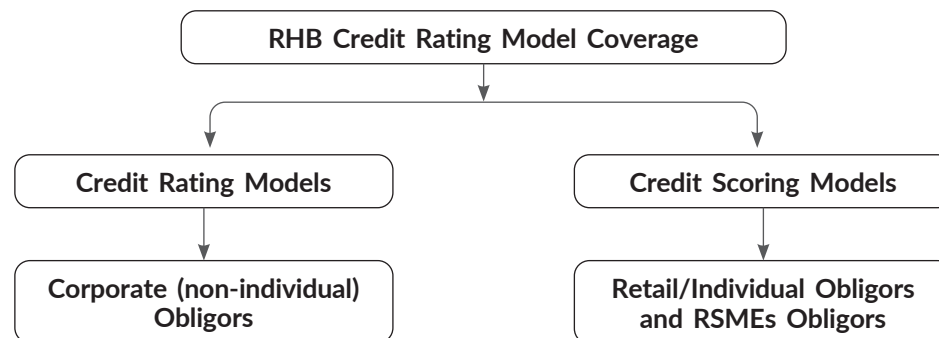 RHB Credit Rating Model Coverage
Credit Rating Models
Credit Scoring Models
Corporate (non-individual)
Obligors
Retail/Individual Obligors
and RSMEs Obligors